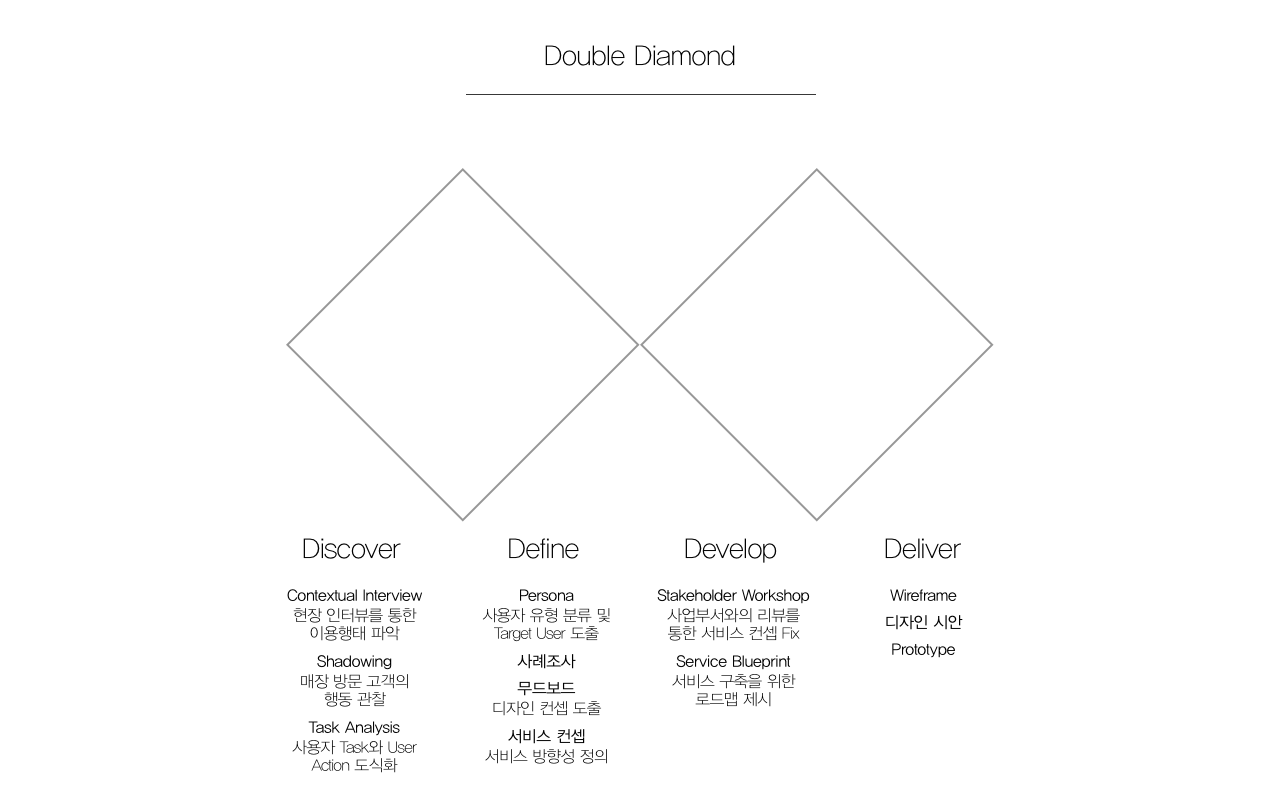 Double Diamond
Discover
Contextual Interview
현장 인터뷰를 통한
이용행태 파악
Shadowing
매장 방문 고객의
행동 관찰
Task Analysis
사용자 Task와 User
Action 도식화
Define
Persona
사용자 유형 분류 및
Target User 도출
사례조사
무드보드
디자인 컨셉 도출
서비스 컨셉
서비스 방향성 정의
Develop
Stakeholder Workshop
사업부서와의 리뷰를
통한 서비스 컨셉 Fix
Service Blueprint
서비스 구축을 위한
로드맵 제시
Deliver
Wireframe
디자인 시안
Prototype